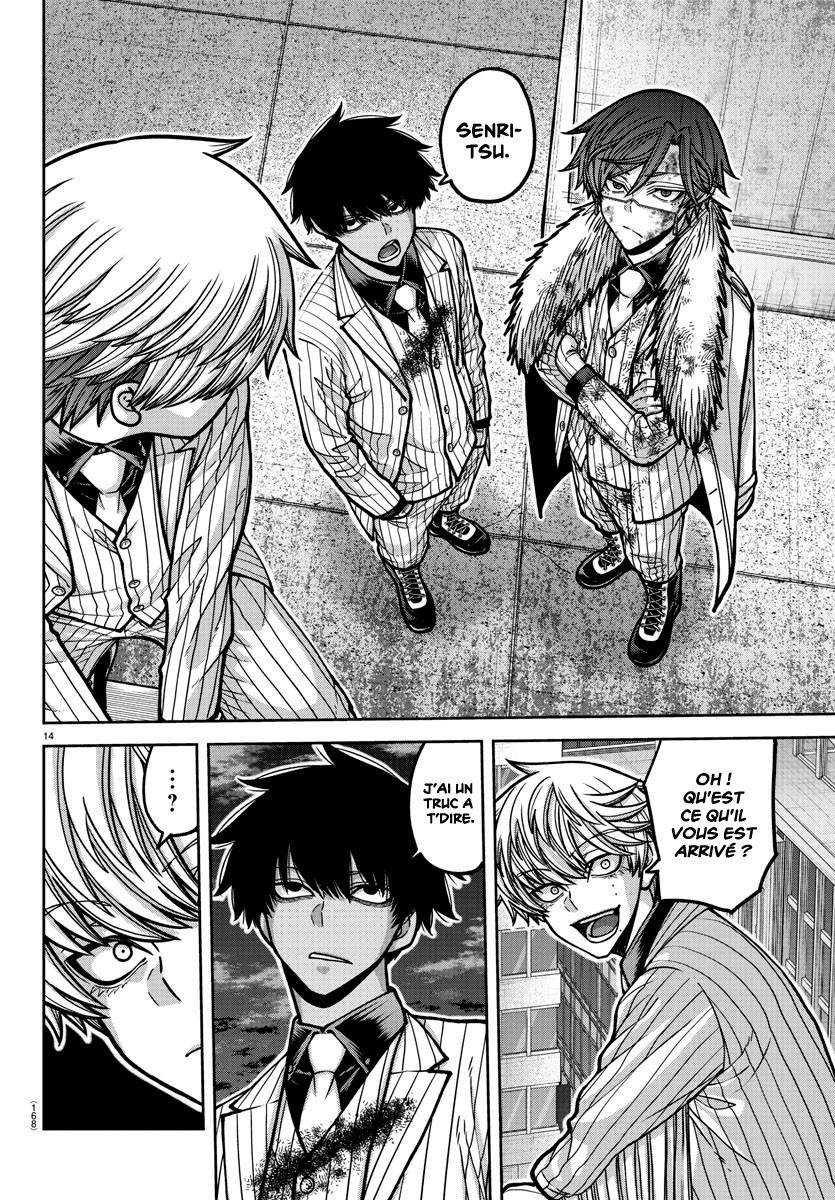 SENRI-
TSU.
OH !
QU'EST
CE QU'IL
VOUS EST
ARRIVÉ ?
J'AI UN
TRUC A
T'DIRE.
...?
14
(168)